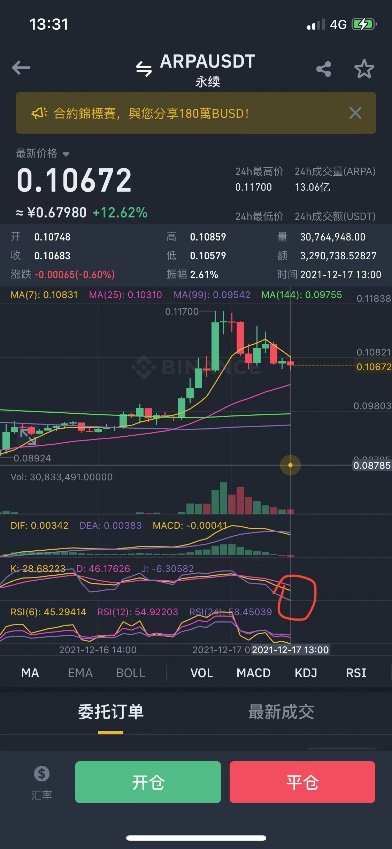 13:31
4G
ARPAUSDT
永续
合約錦標賽，與您分享180萬BUSD！
最新价格
24h最高价 24h成交量(ARPA)
0.10672
0.11700 13.06亿
≈ ¥0.67980 +12.62%
24h最低价 24h成交额(USDT)
开 0.10748 高 0.10859 量 30,764,948.00
收 0.10683 低 0.10579 额 3,290,738.52827
涨跌 -0.00065(-0.60%) 振幅 2.61% 时间 2021-12-17 13:00
MA(7): 0.10831 MA(25): 0.10310 MA(99): 0.09542 MA(144): 0.09755
0.11838
0.11700
0.10821
BINANCE
0.10672
0.09803
0.08924
0.08785
Vol: 30,833,491.00000
DIF: 0.00342 DEA: 0.00383 MACD: -0.00041
K: 28.68223 D: 46.17626 J: -6.30582
RSI(6): 45.29414 RSI(12): 54.92203 RSI(24): 58.45039
2021-12-16 14:00 2021-12-17 0 2021-12-17 13:00
MA EMA BOLL VOL MACD KDJ RSI
委托订单 最新成交
汇率 开仓 平仓